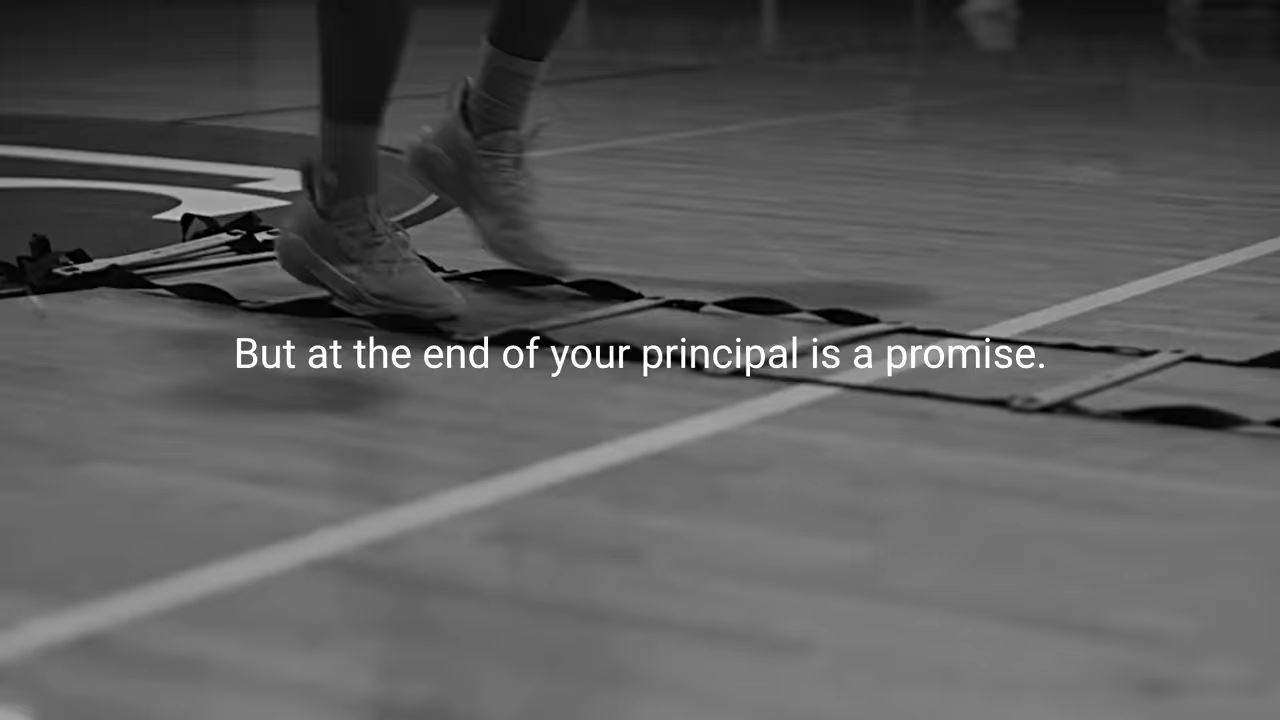 But at the end of your principal is a promise.